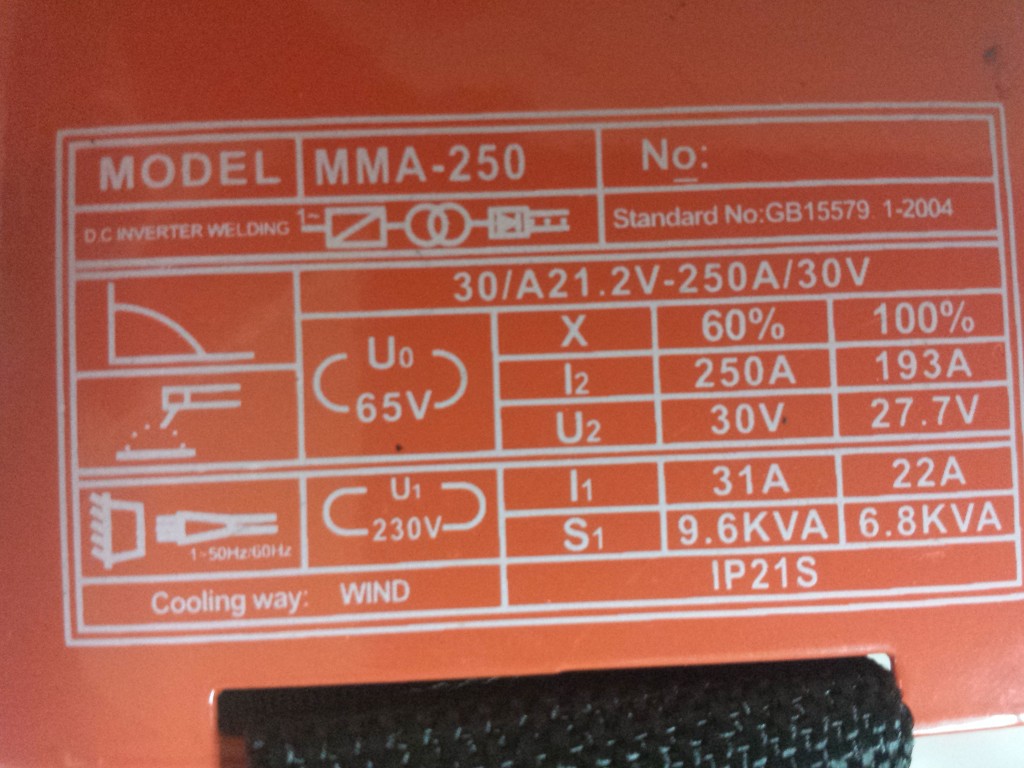 MODEL MMA-250 No:
D.C INVERTER WELDING 1~ Standard No:GB15579 1-2004
30/A21.2V-250A/30V
U0 65V
X 60% 100%
I2 250A 193A
U2 30V 27.7V
U1 230V
I1 31A 22A
S1 9.6KVA 6.8KVA
1~50Hz/60Hz
Cooling way: WIND IP21S